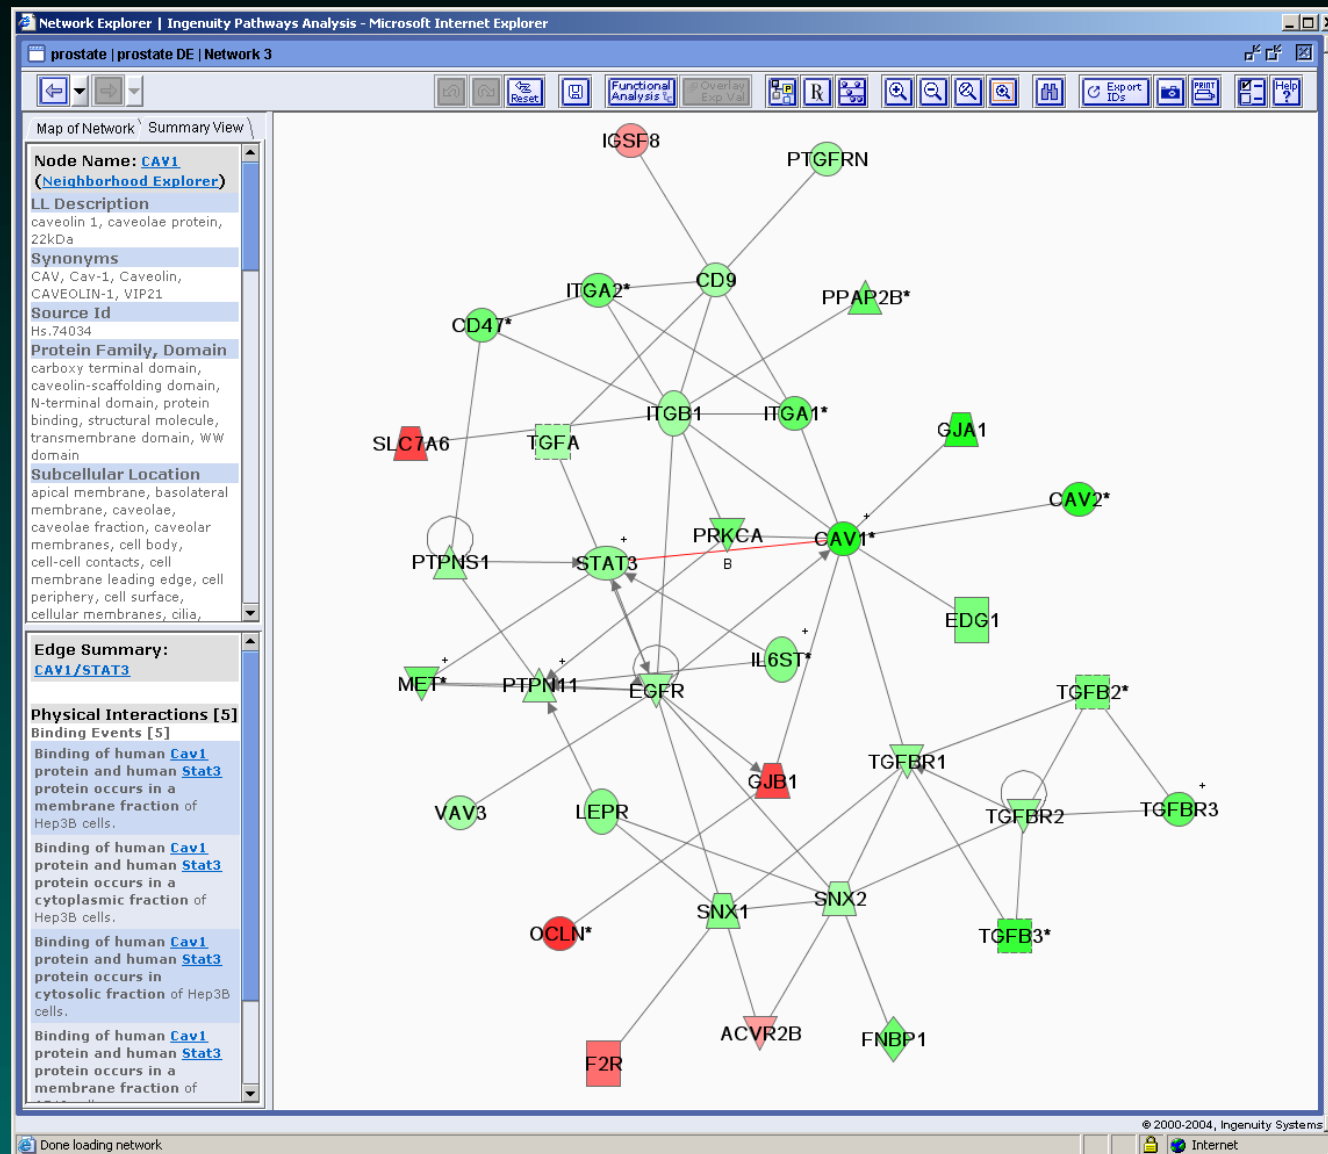 Network Explorer | Ingenuity Pathways Analysis - Microsoft Internet Explorer
prostate | prostate DE | Network 3
Reset
Functional Analysis
Overlay Exp Val
Rx
Export IDs
PRINT
Help
?
Map of Network
Summary View
Node Name: CAV1
(Neighborhood Explorer)
LL Description
caveolin 1, caveolae protein,
22kDa
Synonyms
CAV, Cav-1, Caveolin,
CAVEOLIN-1, VIP21
Source Id
Hs.74034
Protein Family, Domain
carboxy terminal domain,
caveolin-scaffolding domain,
N-terminal domain, protein
binding, structural molecule,
transmembrane domain, WW
domain
Subcellular Location
apical membrane, basolateral
membrane, caveolae,
caveolae fraction, caveolar
membranes, cell body,
cell-cell contacts, cell
membrane leading edge, cell
periphery, cell surface,
cellular membranes, cilia,
Edge Summary:
CAV1/STAT3
Physical Interactions [5]
Binding Events [5]
Binding of human Cav1
protein and human Stat3
protein occurs in a
membrane fraction of
Hep3B cells.
Binding of human Cav1
protein and human Stat3
protein occurs in a
cytoplasmic fraction of
Hep3B cells.
Binding of human Cav1
protein and human Stat3
protein occurs in
cytosolic fraction of Hep3B
cells.
Binding of human Cav1
protein and human Stat3
protein occurs in a
membrane fraction of
IGSF8
PTGFRN
CD9
ITGA2*
PPAP2B*
CD47*
ITGB1
ITGA1*
GJA1
SLC7A6
TGFA
CAV2*
+
PRKCA
B
CAV1*
+
STAT3
PTPNS1
EDG1
+
IL6ST*
+
MET*
+
PTPN11
EGFR
TGFB2*
TGFBR1
GJB1
+
TGFBR3
TGFBR2
VAV3
LEPR
SNX1
SNX2
OCLN*
TGFB3*
ACVR2B
FNBP1
F2R
© 2000-2004, Ingenuity Systems
Done loading network
Internet